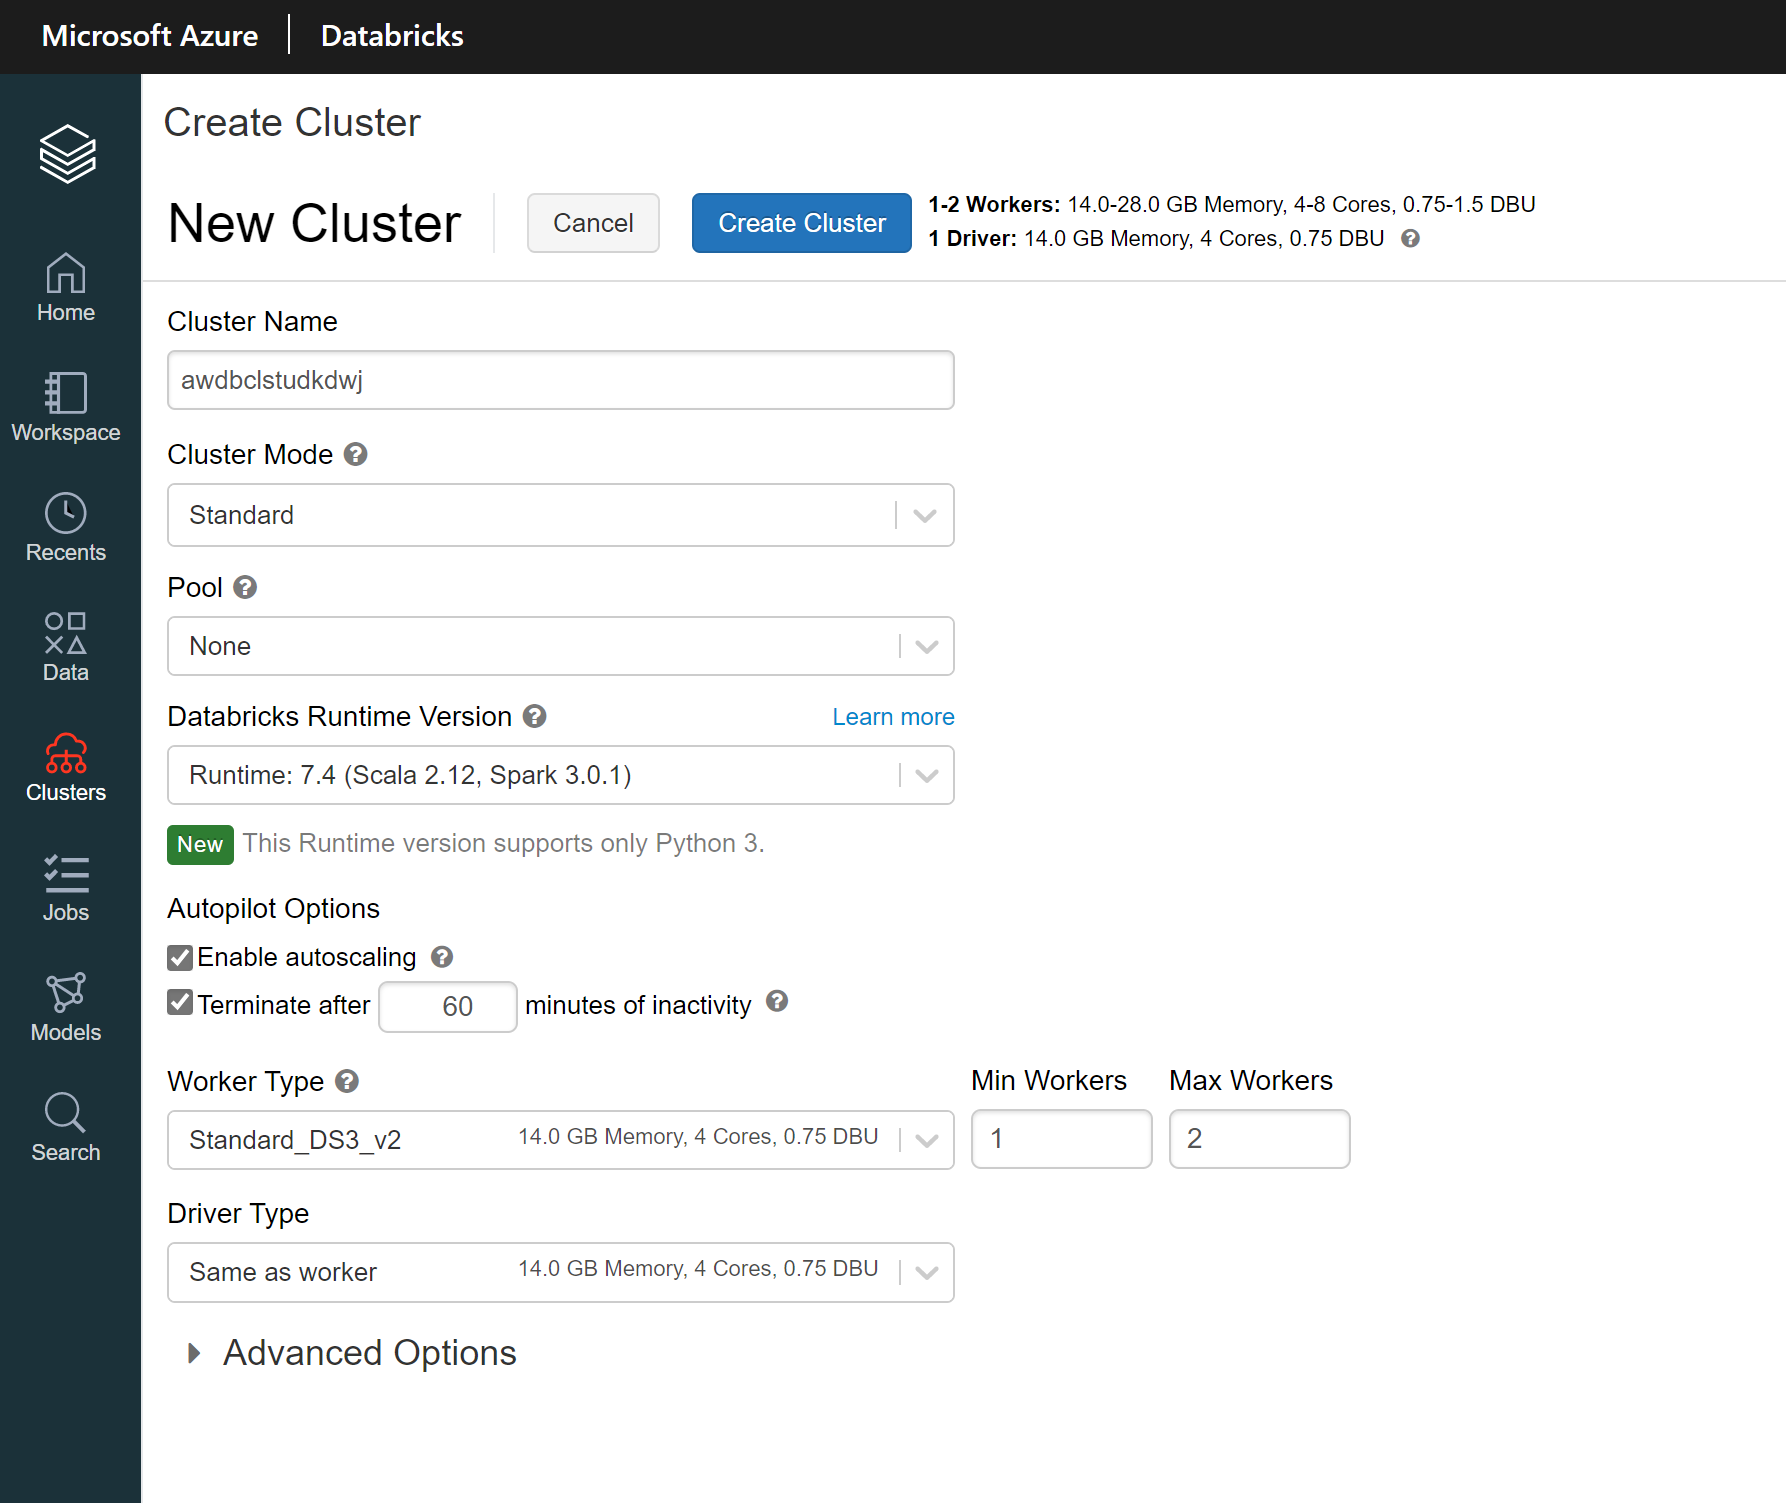 Microsoft Azure | Databricks
Create Cluster
New Cluster
Cancel
Create Cluster
1-2 Workers: 14.0-28.0 GB Memory, 4-8 Cores, 0.75-1.5 DBU
1 Driver: 14.0 GB Memory, 4 Cores, 0.75 DBU ?
Home
Workspace
Recents
Data
Clusters
Jobs
Models
Search
Cluster Name
awdbclstudkdwj
Cluster Mode ?
Standard
Pool ?
None
Databricks Runtime Version ? Learn more
Runtime: 7.4 (Scala 2.12, Spark 3.0.1)
New This Runtime version supports only Python 3.
Autopilot Options
Enable autoscaling ?
Terminate after 60 minutes of inactivity ?
Worker Type ? Min Workers Max Workers
Standard_DS3_v2 14.0 GB Memory, 4 Cores, 0.75 DBU 1 2
Driver Type
Same as worker 14.0 GB Memory, 4 Cores, 0.75 DBU
Advanced Options